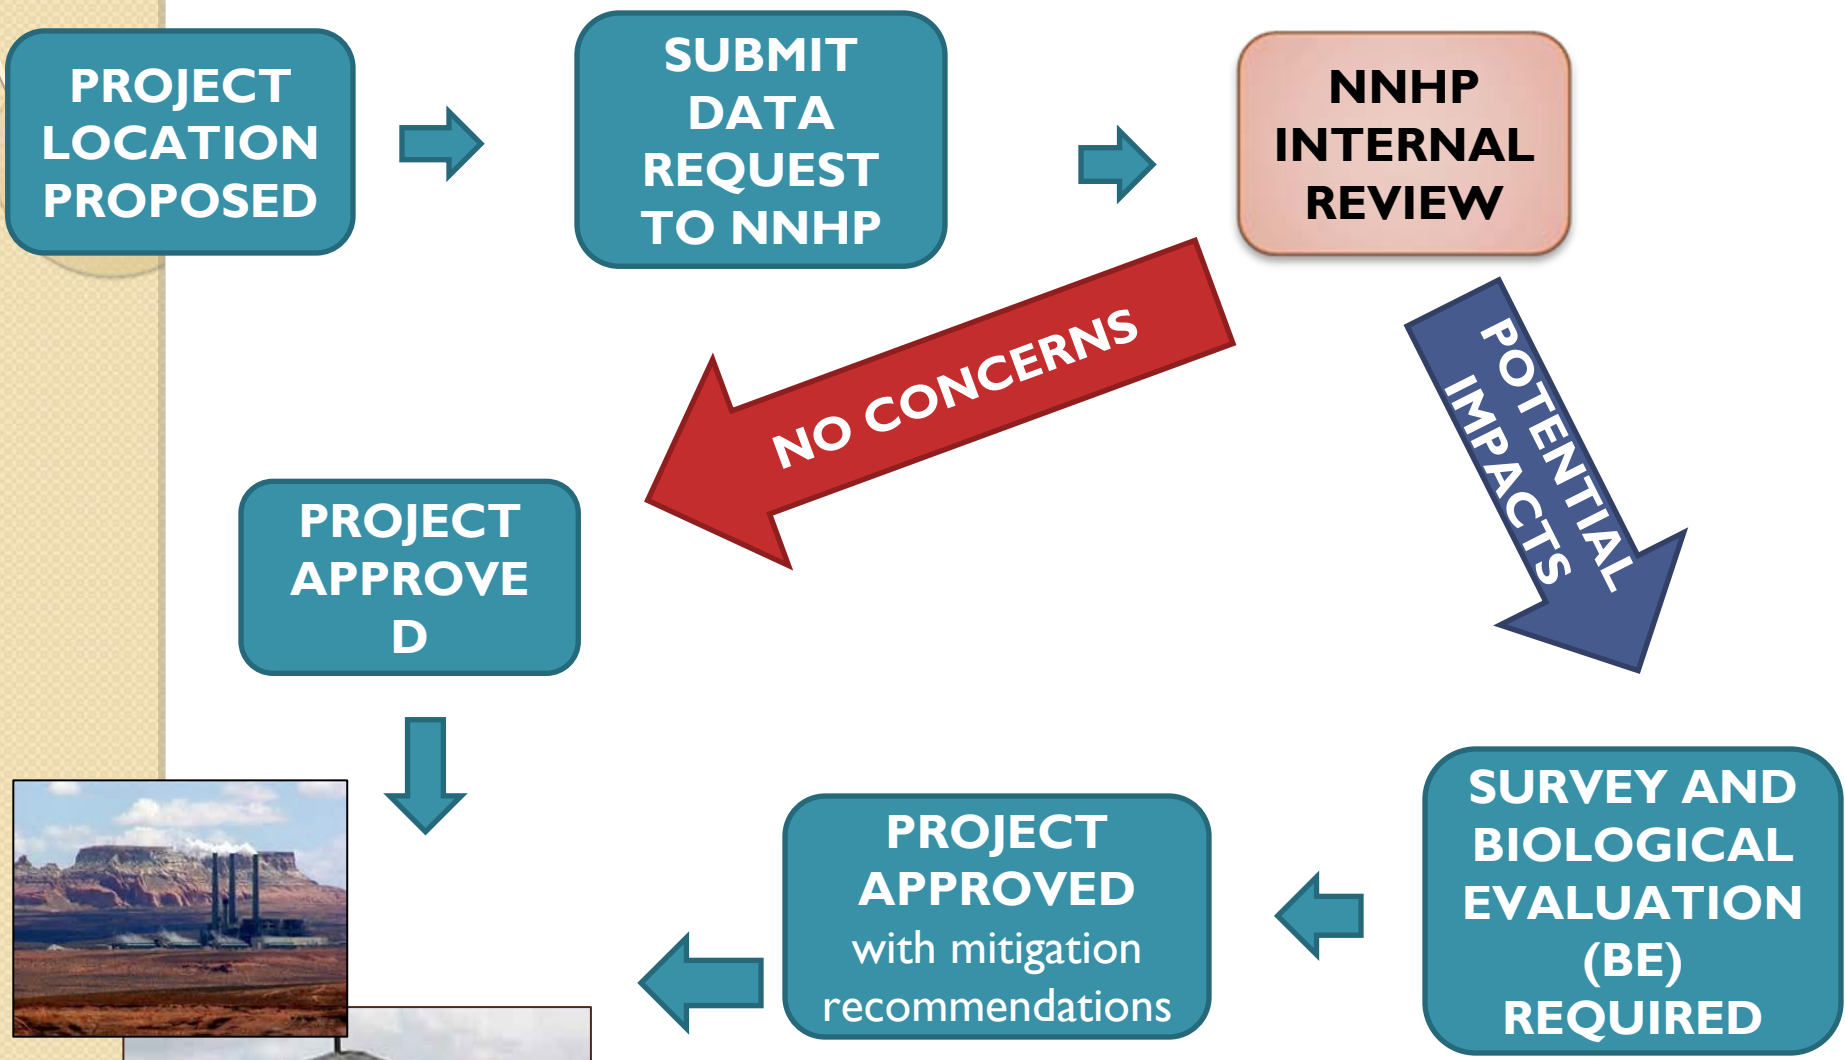 PROJECT
LOCATION
PROPOSED
SUBMIT
DATA
REQUEST
TO NNHP
NNHP
INTERNAL
REVIEW
NO CONCERNS
POTENTIAL
IMPACTS
PROJECT
APPROVE
D
SURVEY AND
BIOLOGICAL
EVALUATION
(BE)
REQUIRED
PROJECT
APPROVED
with mitigation
recommendations